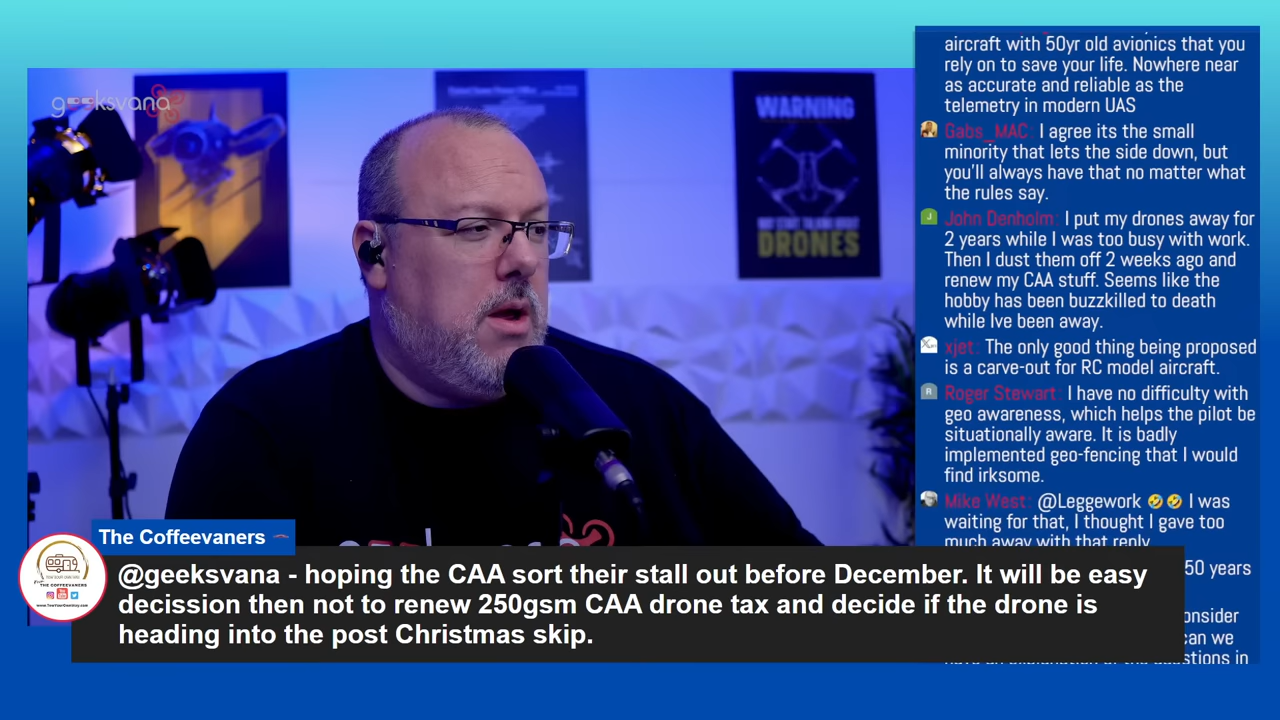 geeksvana
WARNING
DRONES
aircraft with 50yr old avionics that you
rely on to save your life. Nowhere near
as accurate and reliable as the
telemetry in modern UAS
Gabs_MAC: I agree its the small
minority that lets the side down, but
you'll always have that no matter what
the rules say.
John Denholm: I put my drones away for
2 years while I was too busy with work.
Then I dust them off 2 weeks ago and
renew my CAA stuff. Seems like the
hobby has been buzzkilled to death
while Ive been away.
xjet: The only good thing being proposed
is a carve-out for RC model aircraft.
Roger Stewart: I have no difficulty with
geo awareness, which helps the pilot be
situationally aware. It is badly
implemented geo-fencing that I would
find irksome.
Mike West: @Leggework 🤣🤣 I was
waiting for that, I thought I gave too
much away with that reply
50 years
can we
The Coffeevaners
@geeksvana - hoping the CAA sort their stall out before December. It will be easy
decission then not to renew 250gsm CAA drone tax and decide if the drone is
heading into the post Christmas skip.